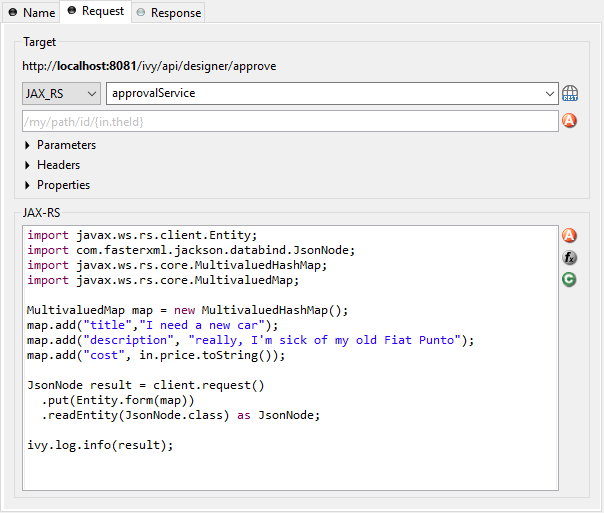 Name Request Response
Target
http://localhost:8081/ivy/api/designer/approve
JAX_RS approvalService
REST
/my/path/id/{in.theId}
A
Parameters
Headers
Properties
JAX-RS
import javax.ws.rs.client.Entity;
import com.fasterxml.jackson.databind.JsonNode;
import javax.ws.rs.core.MultivaluedHashMap;
import javax.ws.rs.core.MultivaluedMap;
A
fx
C
MultivaluedMap map = new MultivaluedHashMap();
map.add("title","I need a new car");
map.add("description", "really, I'm sick of my old Fiat Punto");
map.add("cost", in.price.toString());
JsonNode result = client.request()
.put(Entity.form(map))
.readEntity(JsonNode.class) as JsonNode;
ivy.log.info(result);